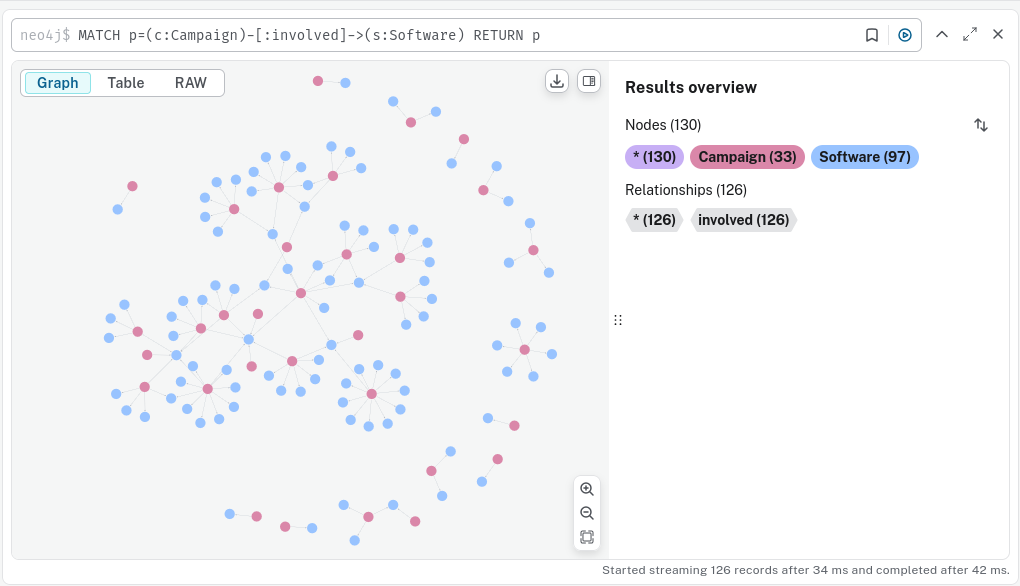 neo4j$ MATCH p=(c:Campaign)-[:involved]->(s:Software) RETURN p
Graph Table RAW
Results overview
Nodes (130)
* (130) Campaign (33) Software (97)
Relationships (126)
* (126) involved (126)
Started streaming 126 records after 34 ms and completed after 42 ms.